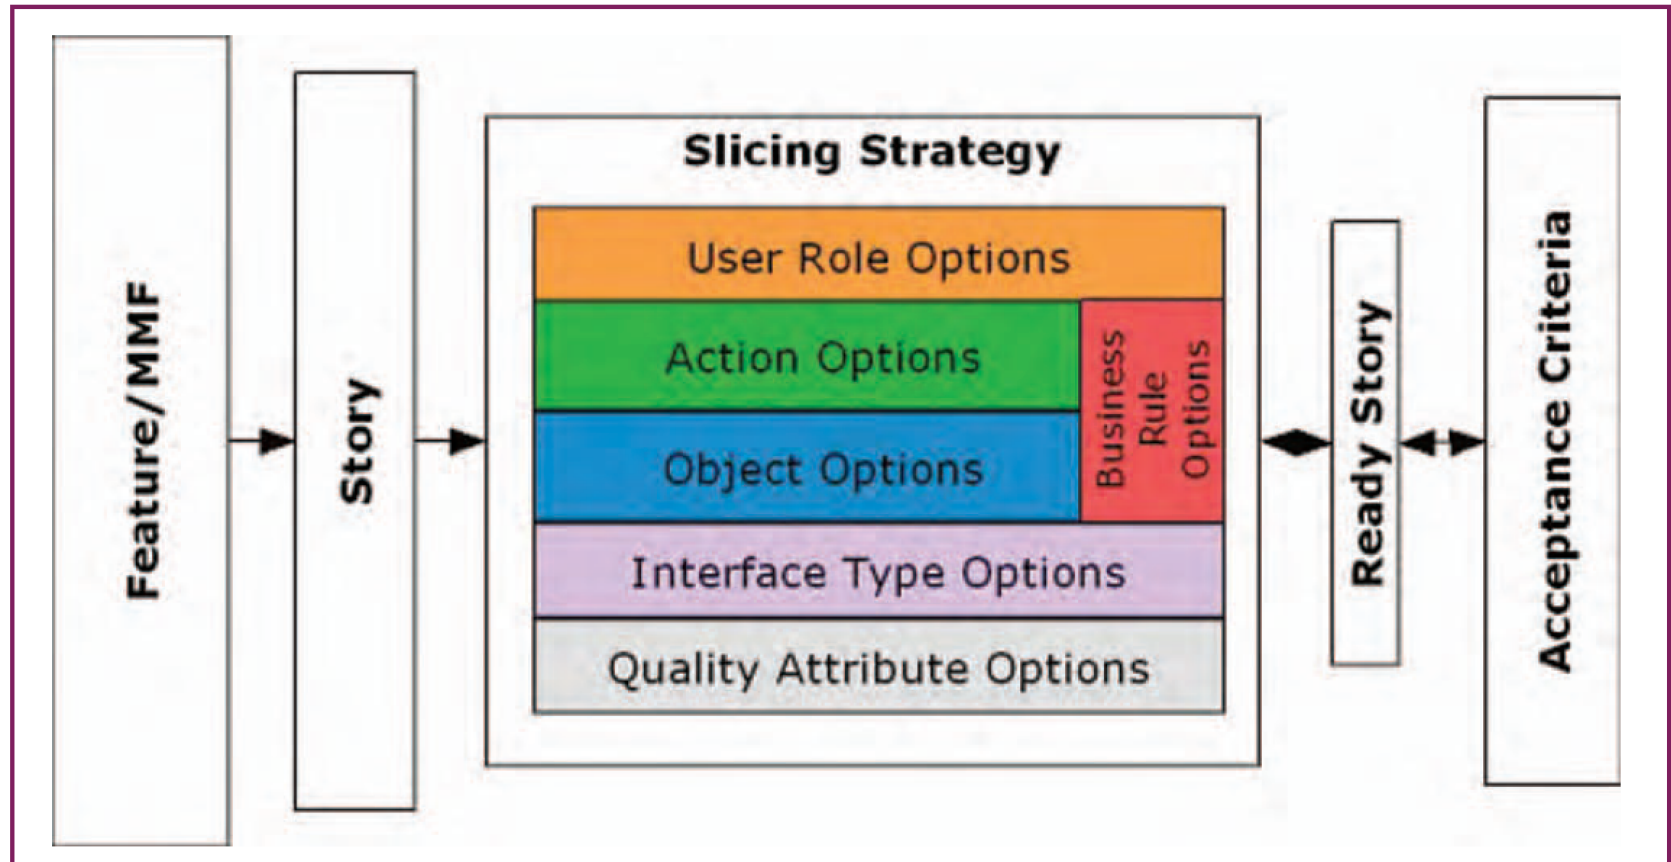 Feature/MMF
Story
Slicing Strategy
User Role Options
Action Options
Object Options
Business
Rule
Options
Interface Type Options
Quality Attribute Options
Ready Story
Acceptance Criteria